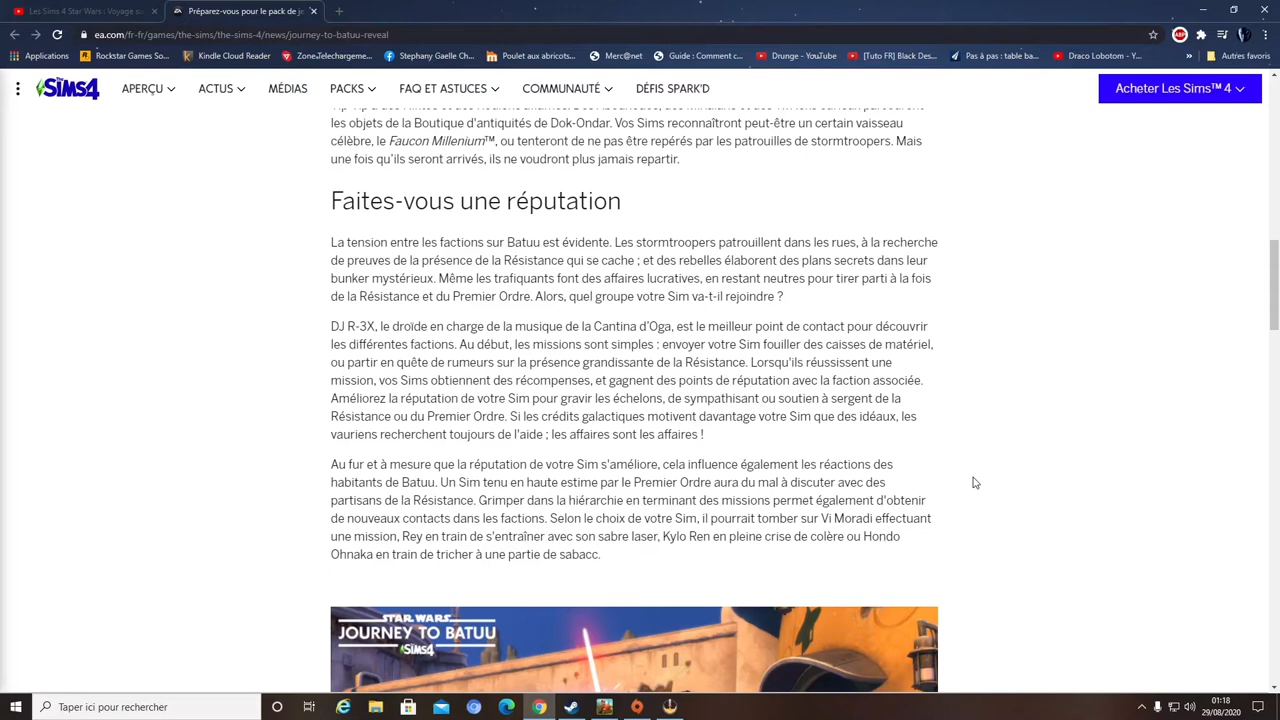 Les Sims 4 Star Wars : Voyage s
Préparez-vous pour le pack de je
ea.com/fr-fr/games/the-sims/the-sims-4/news/journey-to-batuu-reveal
Applications
Rockstar Games So...
Kindle Cloud Reader
ZoneTelechargeme...
Stephany Gaelle Ch...
Poulet aux abricots...
Merc@net
Guide : Comment c...
Drunge - YouTube
[Tuto FR] Black Des...
Pas à pas : table ba...
Draco Lobotom - Y...
»
Autres favoris
THE SIMS4
APERÇU
ACTUS
MÉDIAS
PACKS
FAQ ET ASTUCES
COMMUNAUTÉ
DÉFIS SPARK'D
Acheter Les Sims™ 4
les objets de la Boutique d'antiquités de Dok-Ondar. Vos Sims reconnaîtront peut-être un certain vaisseau
célèbre, le Faucon Millenium™, ou tenteront de ne pas être repérés par les patrouilles de stormtroopers. Mais
une fois qu'ils seront arrivés, ils ne voudront plus jamais repartir.
Faites-vous une réputation
La tension entre les factions sur Batuu est évidente. Les stormtroopers patrouillent dans les rues, à la recherche
de preuves de la présence de la Résistance qui se cache ; et des rebelles élaborent des plans secrets dans leur
bunker mystérieux. Même les trafiquants font des affaires lucratives, en restant neutres pour tirer parti à la fois
de la Résistance et du Premier Ordre. Alors, quel groupe votre Sim va-t-il rejoindre ?
DJ R-3X, le droïde en charge de la musique de la Cantina d'Oga, est le meilleur point de contact pour découvrir
les différentes factions. Au début, les missions sont simples : envoyer votre Sim fouiller des caisses de matériel,
ou partir en quête de rumeurs sur la présence grandissante de la Résistance. Lorsqu'ils réussissent une
mission, vos Sims obtiennent des récompenses, et gagnent des points de réputation avec la faction associée.
Améliorez la réputation de votre Sim pour gravir les échelons, de sympathisant ou soutien à sergent de la
Résistance ou du Premier Ordre. Si les crédits galactiques motivent davantage votre Sim que des idéaux, les
vauriens recherchent toujours de l'aide ; les affaires sont les affaires !
Au fur et à mesure que la réputation de votre Sim s'améliore, cela influence également les réactions des
habitants de Batuu. Un Sim tenu en haute estime par le Premier Ordre aura du mal à discuter avec des
partisans de la Résistance. Grimper dans la hiérarchie en terminant des missions permet également d'obtenir
de nouveaux contacts dans les factions. Selon le choix de votre Sim, il pourrait tomber sur Vi Moradi effectuant
une mission, Rey en train de s'entraîner avec son sabre laser, Kylo Ren en pleine crise de colère ou Hondo
Ohnaka en train de tricher à une partie de sabacc.
STAR WARS
JOURNEY TO BATUU
SIMS4
Taper ici pour rechercher
01:18
29/08/2020